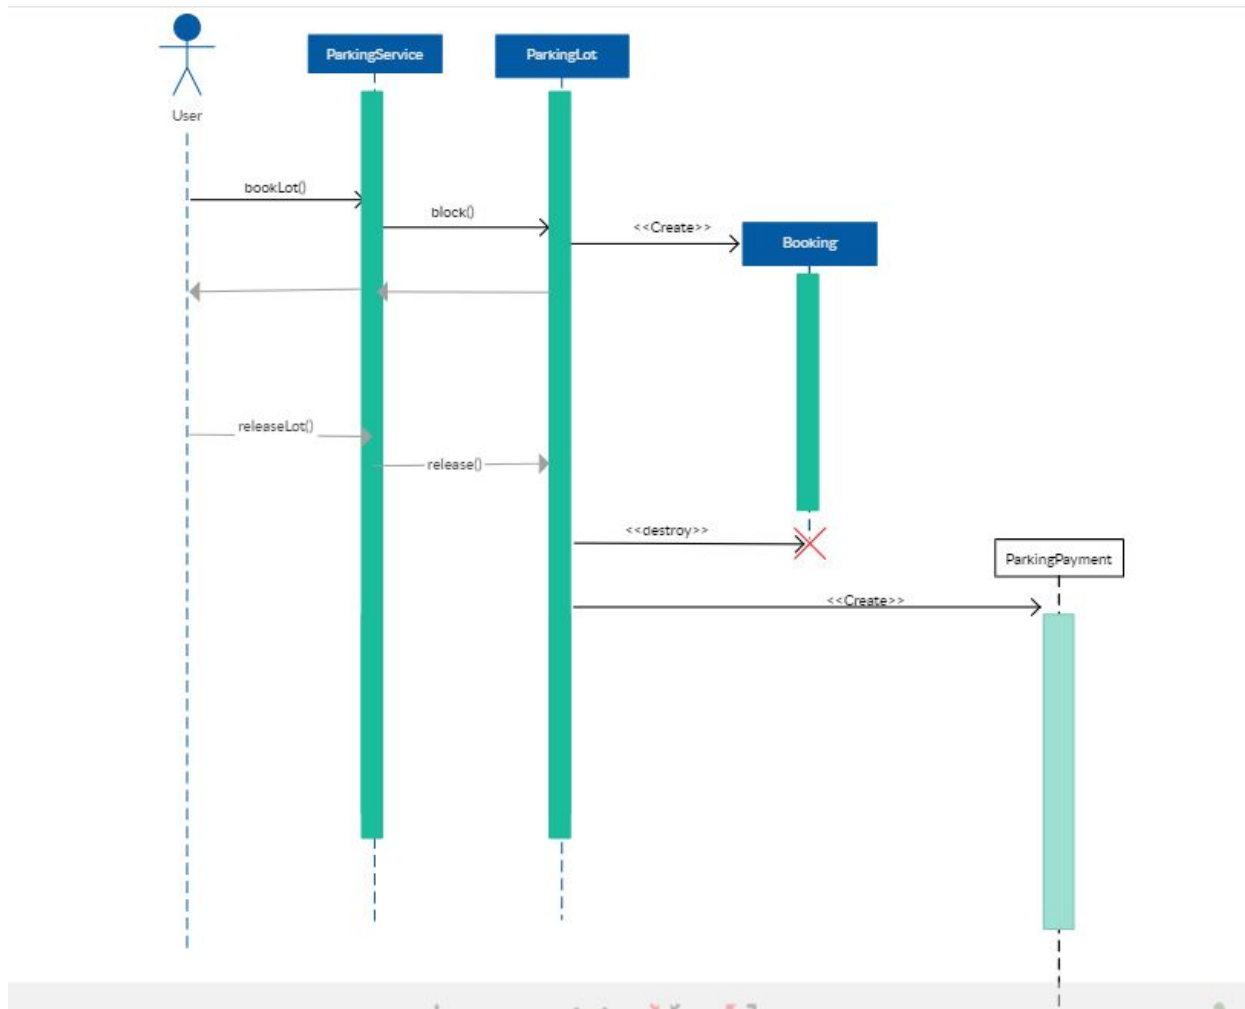 ParkingService
ParkingLot
User
bookLot()
block()
<<Create>>
Booking
releaseLot()
release()
<<destroy>>
ParkingPayment
<<Create>>